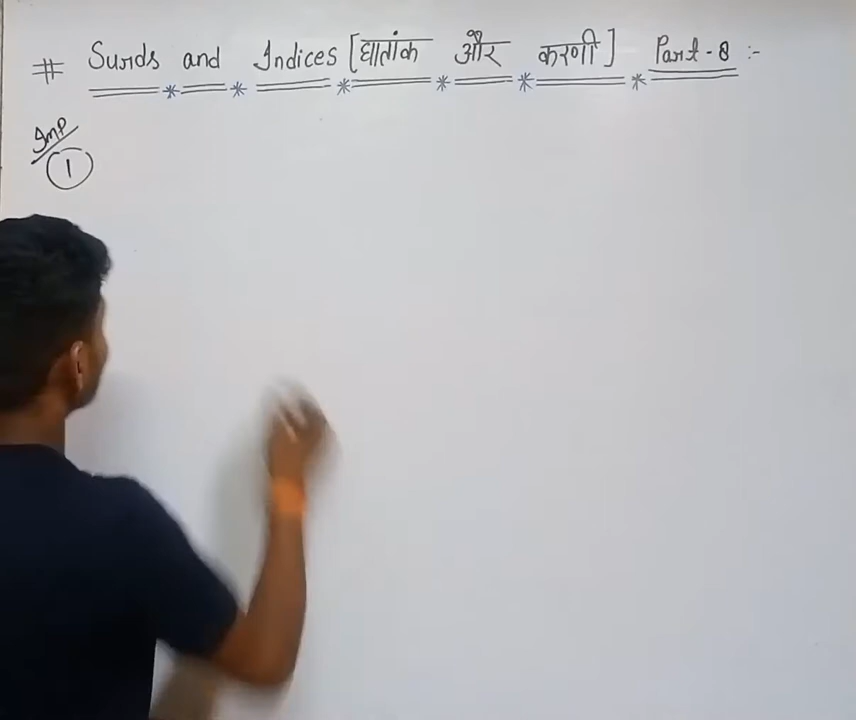 # Surds and Indices [घातांक और करणी] Part-8 :-
Imp
1